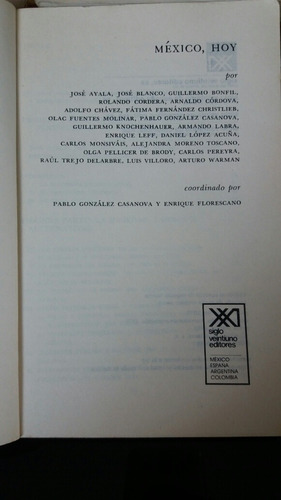 MÉXICO, HOY
por
JOSÉ AYALA, JOSÉ BLANCO, GUILLERMO BONFIL,
ROLANDO CORDERA, ARNALDO CÓRDOVA,
ADOLFO CHÁVEZ, FÁTIMA FERNÁNDEZ CHRISTLIEB,
OLAC FUENTES MOLINAR, PABLO GONZÁLEZ CASANOVA,
GUILLERMO KNOCHENHAUER, ARMANDO LABRA,
ENRIQUE LEFF, DANIEL LÓPEZ ACUÑA,
CARLOS MONSIVÁIS, ALEJANDRA MORENO TOSCANO,
OLGA PELLICER DE BRODY, CARLOS PEREYRA,
RAÚL TREJO DELARBRE, LUIS VILLORO, ARTURO WARMAN
coordinado por
PABLO GONZÁLEZ CASANOVA Y ENRIQUE FLORESCANO
siglo
veintiuno
editores
MÉXICO
ESPAÑA
ARGENTINA
COLOMBIA